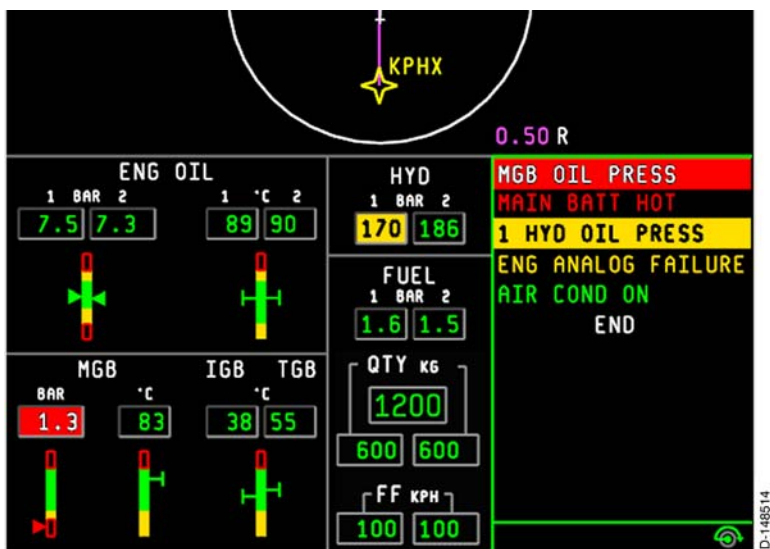 KPHX
0.50 R
ENG OIL
1 BAR 2
1 °C 2
7.5 7.3
89 90
MGB
IGB TGB
BAR
°C
°C
1.3
83
38 55
HYD
1 BAR 2
170 186
FUEL
1 BAR 2
1.6 1.5
QTY KG
1200
600 600
FF KPH
100 100
MGB OIL PRESS
MAIN BATT HOT
1 HYD OIL PRESS
ENG ANALOG FAILURE
AIR COND ON
END
D-148514